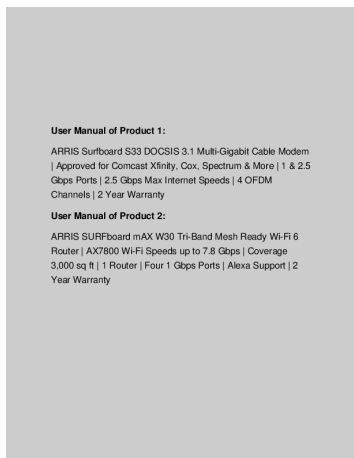 User Manual of Product 1:
ARRIS Surfboard S33 DOCSIS 3.1 Multi-Gigabit Cable Modem
| Approved for Comcast Xfinity, Cox, Spectrum & More | 1 & 2.5
Gbps Ports | 2.5 Gbps Max Internet Speeds | 4 OFDM
Channels | 2 Year Warranty
User Manual of Product 2:
ARRIS SURFboard mAX W30 Tri-Band Mesh Ready Wi-Fi 6
Router | AX7800 Wi-Fi Speeds up to 7.8 Gbps | Coverage
3,000 sq ft | 1 Router | Four 1 Gbps Ports | Alexa Support | 2
Year Warranty